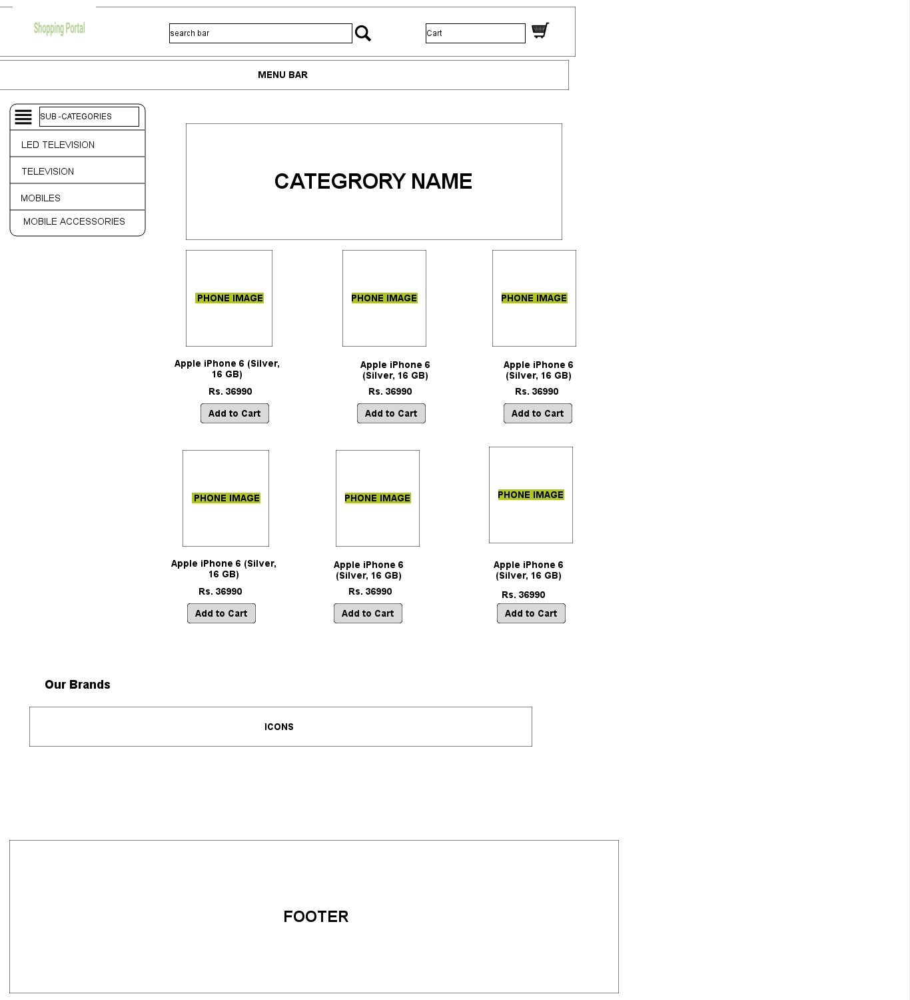 Shopping Portal
search bar
Cart
MENU BAR
SUB -CATEGORIES
LED TELEVISION
TELEVISION
MOBILES
MOBILE ACCESSORIES
CATEGRORY NAME
PHONE IMAGE
PHONE IMAGE
PHONE IMAGE
Apple iPhone 6 (Silver,
16 GB)
Apple iPhone 6
(Silver, 16 GB)
Apple iPhone 6
(Silver, 16 GB)
Rs. 36990
Rs. 36990
Rs. 36990
Add to Cart
Add to Cart
Add to Cart
PHONE IMAGE
PHONE IMAGE
PHONE IMAGE
Apple iPhone 6 (Silver,
16 GB)
Apple iPhone 6
(Silver, 16 GB)
Apple iPhone 6
(Silver, 16 GB)
Rs. 36990
Rs. 36990
Rs. 36990
Add to Cart
Add to Cart
Add to Cart
Our Brands
ICONS
FOOTER